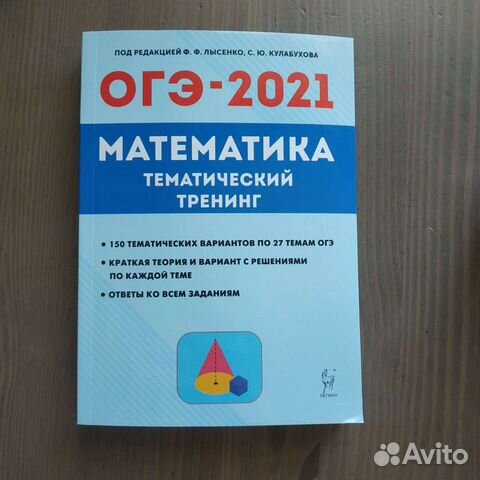 ПОД РЕДАКЦИЕЙ Ф. Ф. ЛЫСЕНКО, С. Ю. КУЛАБУХОВА
ОГЭ-2021
МАТЕМАТИКА
ТЕМАТИЧЕСКИЙ
ТРЕНИНГ
• 150 ТЕМАТИЧЕСКИХ ВАРИАНТОВ ПО 27 ТЕМАМ ОГЭ
• КРАТКАЯ ТЕОРИЯ И ВАРИАНТ С РЕШЕНИЯМИ
ПО КАЖДОЙ ТЕМЕ
• ОТВЕТЫ КО ВСЕМ ЗАДАНИЯМ
ЛЕГИОН
Avito